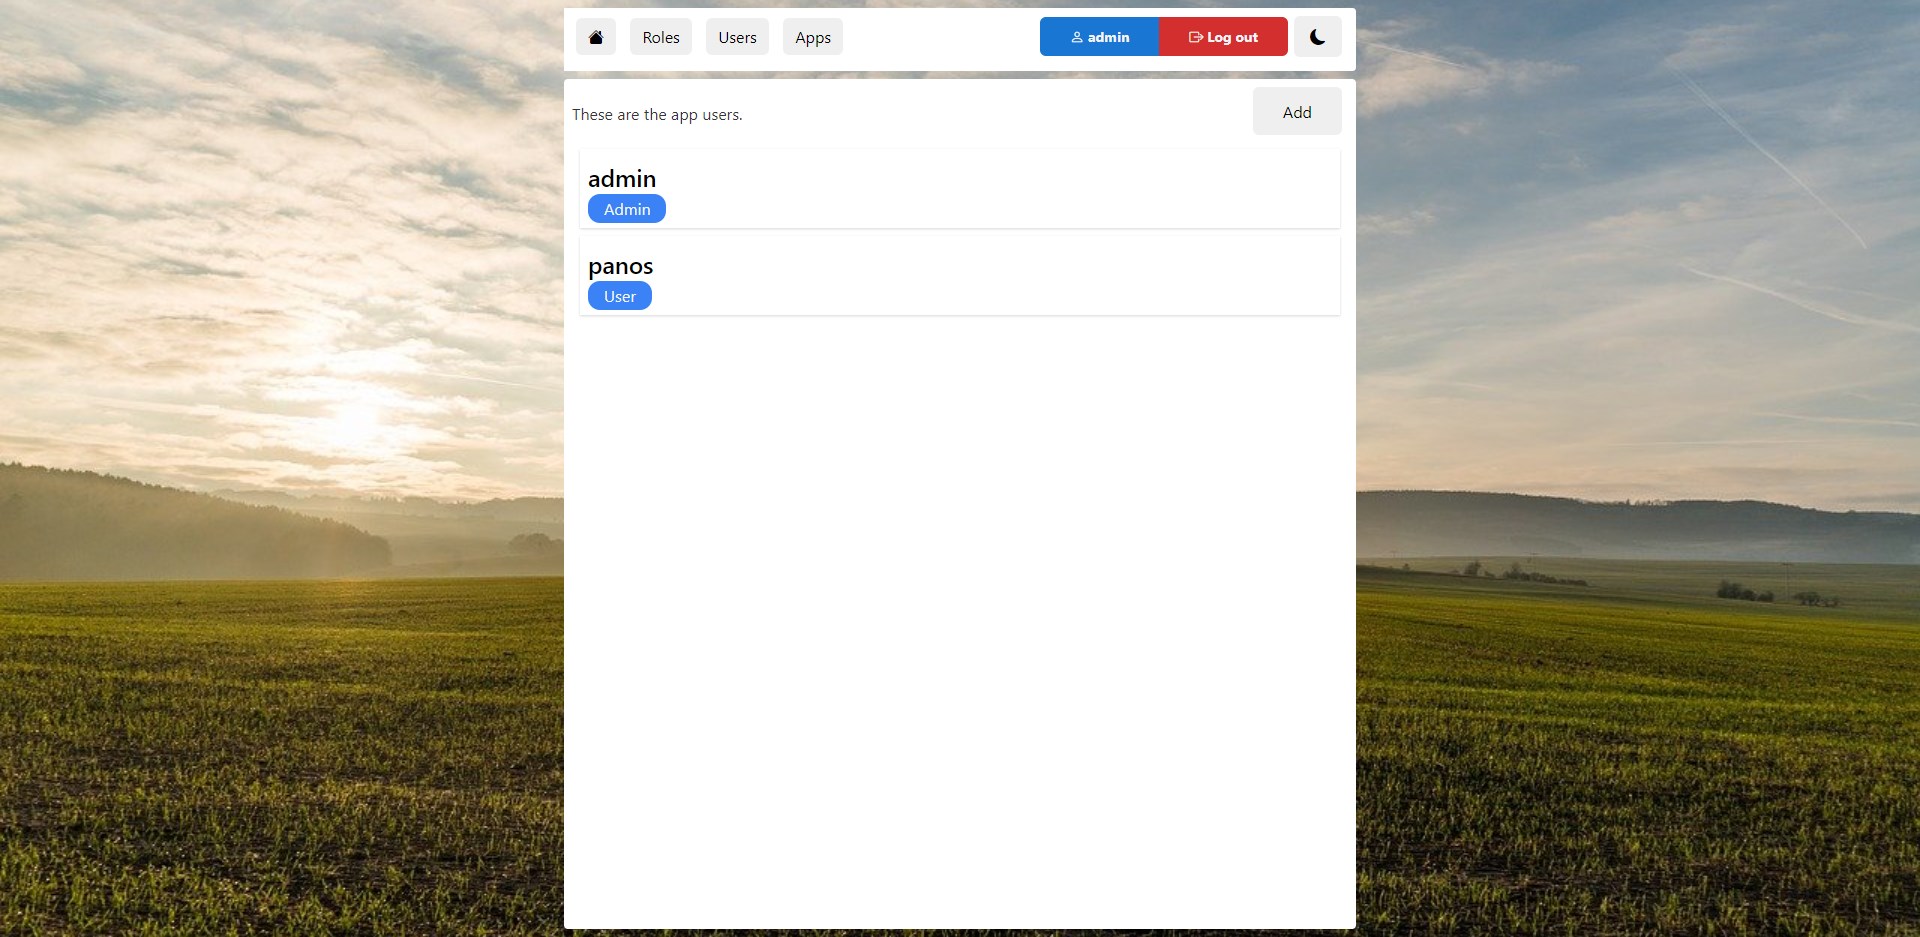 Roles Users Apps admin Log out
These are the app users. Add
admin
Admin
panos
User